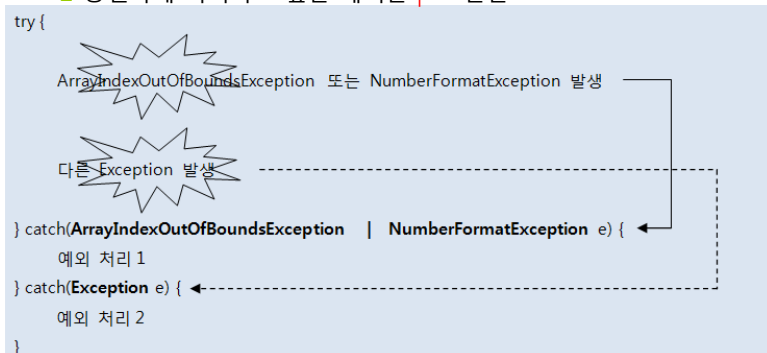 try {
ArrayIndexOutOfBoundsException 또는 NumberFormatException 발생
다른 Exception 발생
} catch(ArrayIndexOutOfBoundsException | NumberFormatException e) {
예외 처리 1
} catch(Exception e) {
예외 처리 2
}